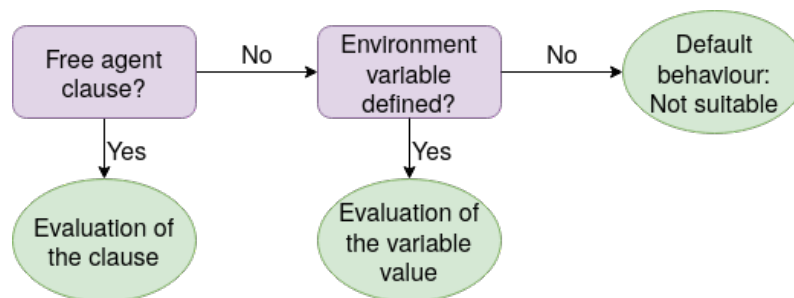 Free agent
clause?
No
Environment
variable
defined?
No
Default
behaviour:
Not suitable
Yes
Yes
Evaluation of
the clause
Evaluation of
the variable
value